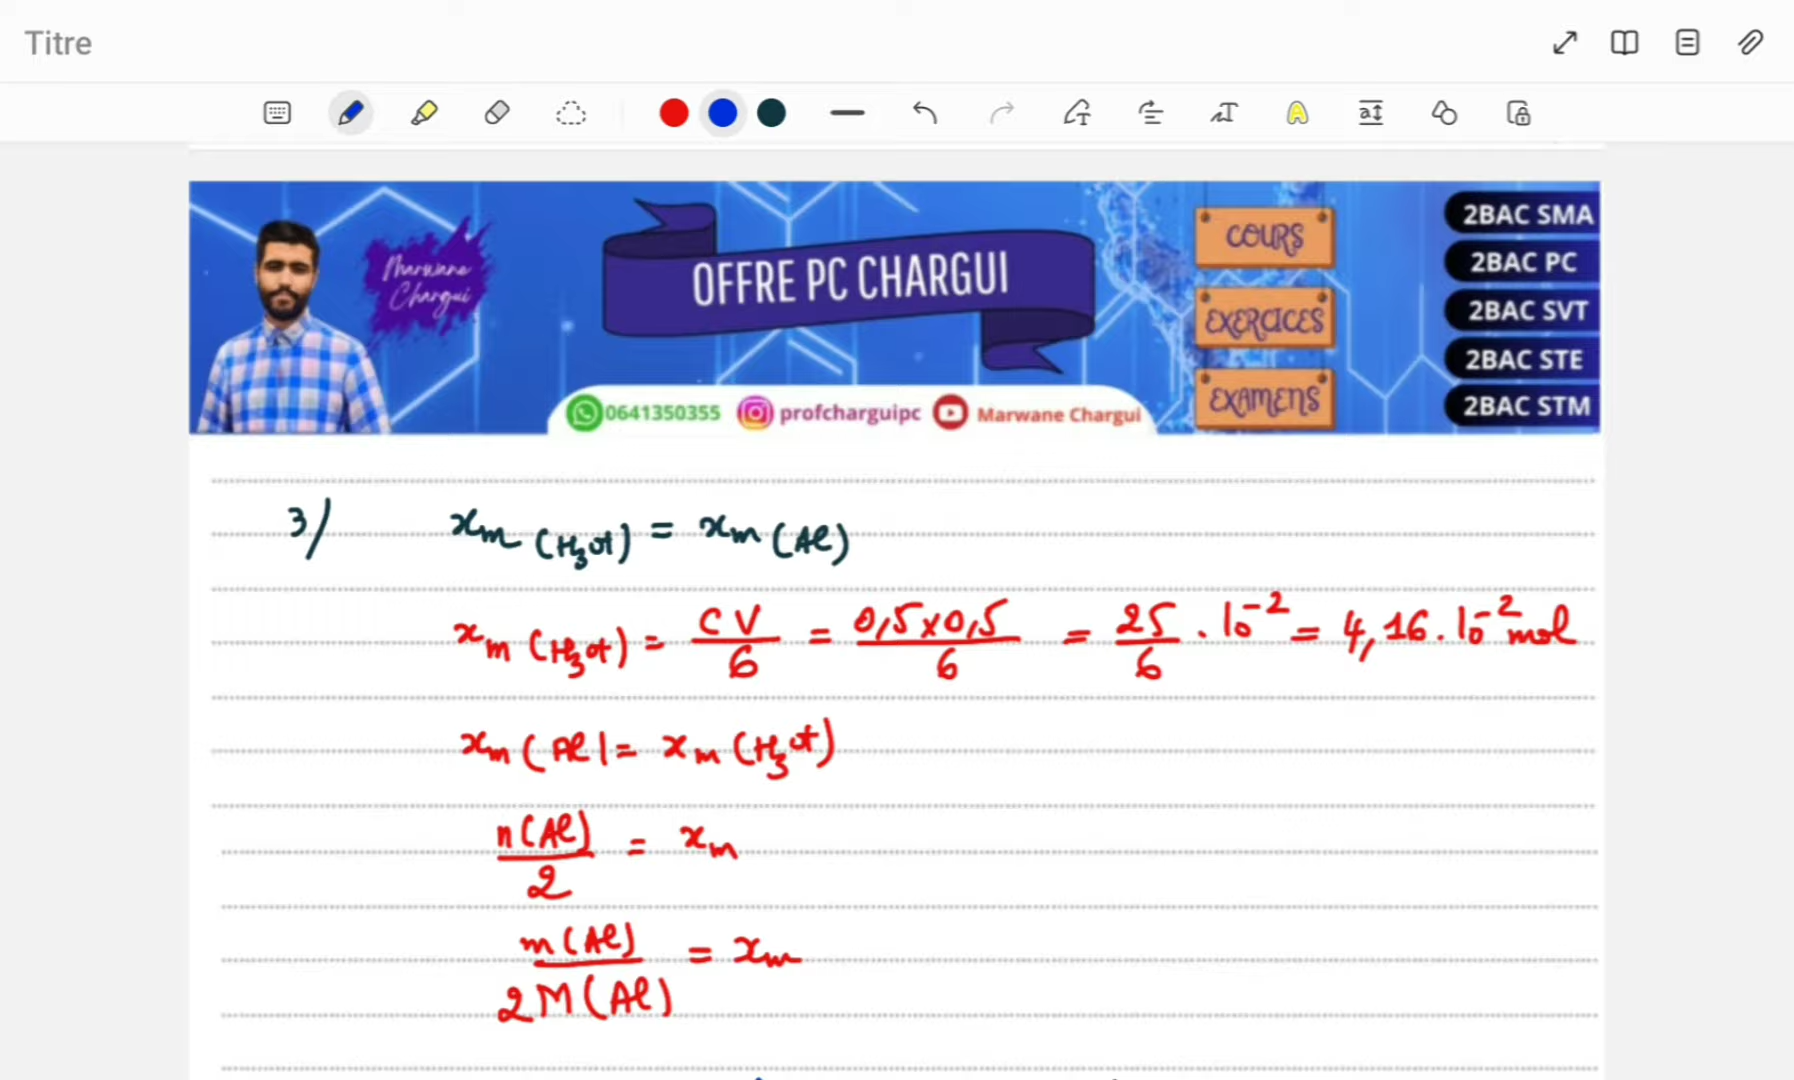 Titre
Marwane
Chargui
OFFRE PC CHARGUI
COURS
EXERCICES
EXAMENS
2BAC SMA
2BAC PC
2BAC SVT
2BAC STE
2BAC STM
0641350355 profcharguipc Marwane Chargui
3/ xm (H3O+) = xm (Al)
xm (H3O+) = CV/6 = 0,5x0,5/6 = 25/6 . 10^-2 = 4,16 . 10^-2 mol
xm (Al) = xm (H3O+)
n(Al)/2 = xm
m(Al)/2M(Al) = xm